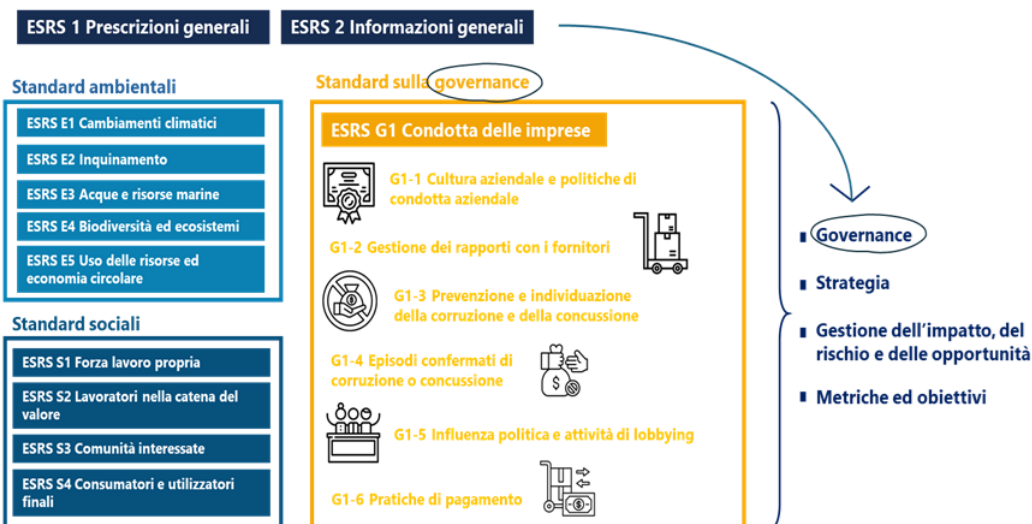 ESRS 1 Prescrizioni generali
ESRS 2 Informazioni generali
Standard ambientali
ESRS E1 Cambiamenti climatici
ESRS E2 Inquinamento
ESRS E3 Acque e risorse marine
ESRS E4 Biodiversità ed ecosistemi
ESRS E5 Uso delle risorse ed
economia circolare
Standard sociali
ESRS S1 Forza lavoro propria
ESRS S2 Lavoratori nella catena del
valore
ESRS S3 Comunità interessate
ESRS S4 Consumatori e utilizzatori
finali
Standard sulla governance
ESRS G1 Condotta delle imprese
G1-1 Cultura aziendale e politiche di
condotta aziendale
G1-2 Gestione dei rapporti con i fornitori
G1-3 Prevenzione e individuazione
della corruzione e della concussione
G1-4 Episodi confermati di
corruzione o concussione
G1-5 Influenza politica e attività di lobbying
G1-6 Pratiche di pagamento
Governance
Strategia
Gestione dell'impatto, del
rischio e delle opportunità
Metriche ed obiettivi